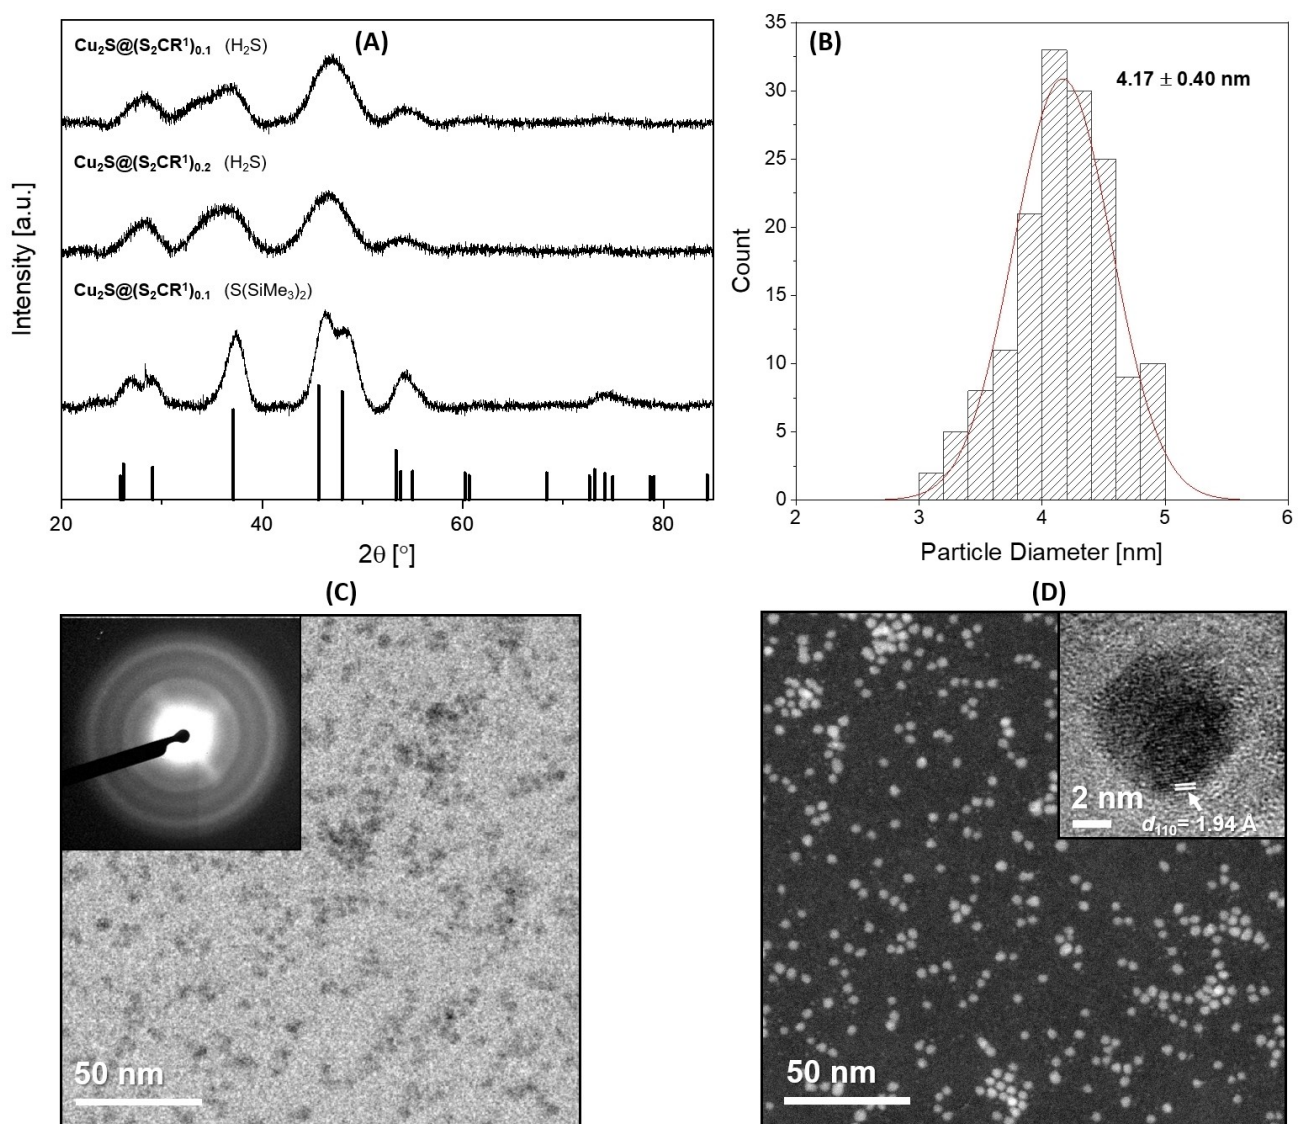 (A)
Cu₂S@(S₂CR¹)₀.₁ (H₂S)
Cu₂S@(S₂CR¹)₀.₂ (H₂S)
Cu₂S@(S₂CR¹)₀.₁ (S(SiMe₃)₂)
Intensity [a.u.]
20 40 60 80
2θ [°]
(B)
4.17 ± 0.40 nm
35
30
25
20
15
10
5
0
Count
2 3 4 5 6
Particle Diameter [nm]
(C)
50 nm
(D)
2 nm
d₁₁₀= 1.94 Å
50 nm